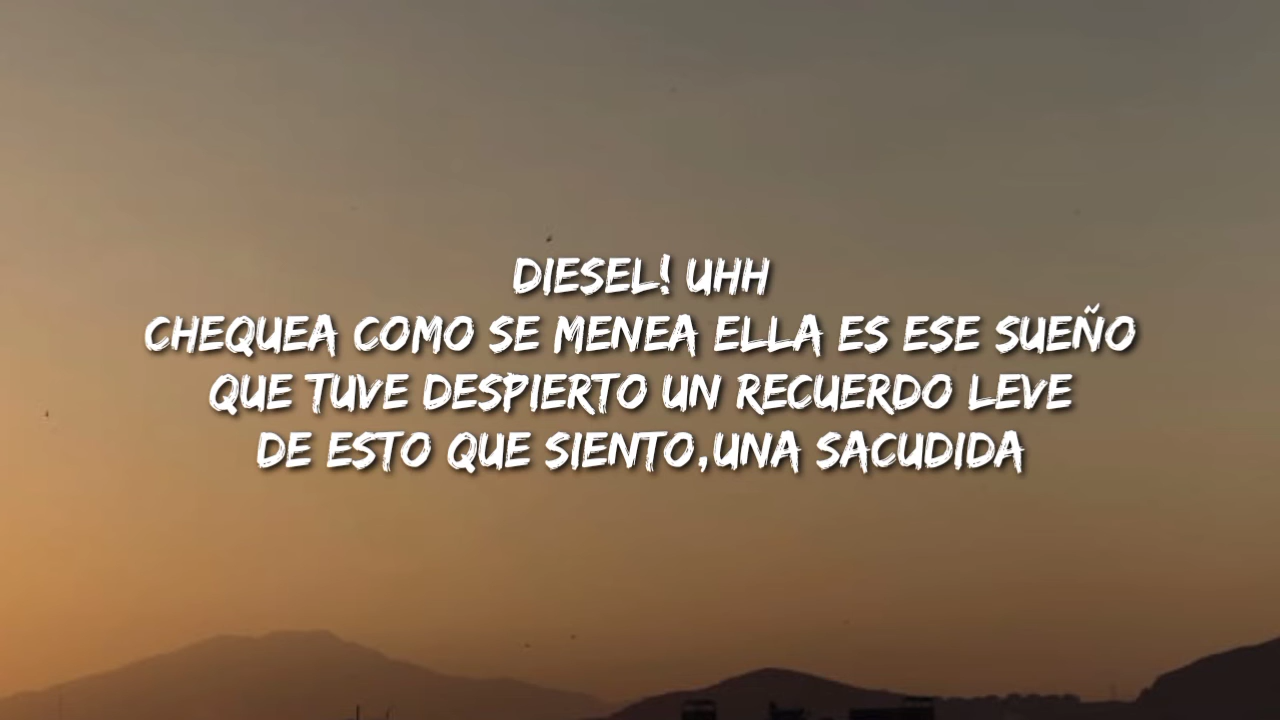 DIESEL! UHH
CHEQUEA COMO SE MENEA ELLA ES ESE SUEÑO
QUE TUVE DESPIERTO UN RECUERDO LEVE
DE ESTO QUE SIENTO,UNA SACUDIDA